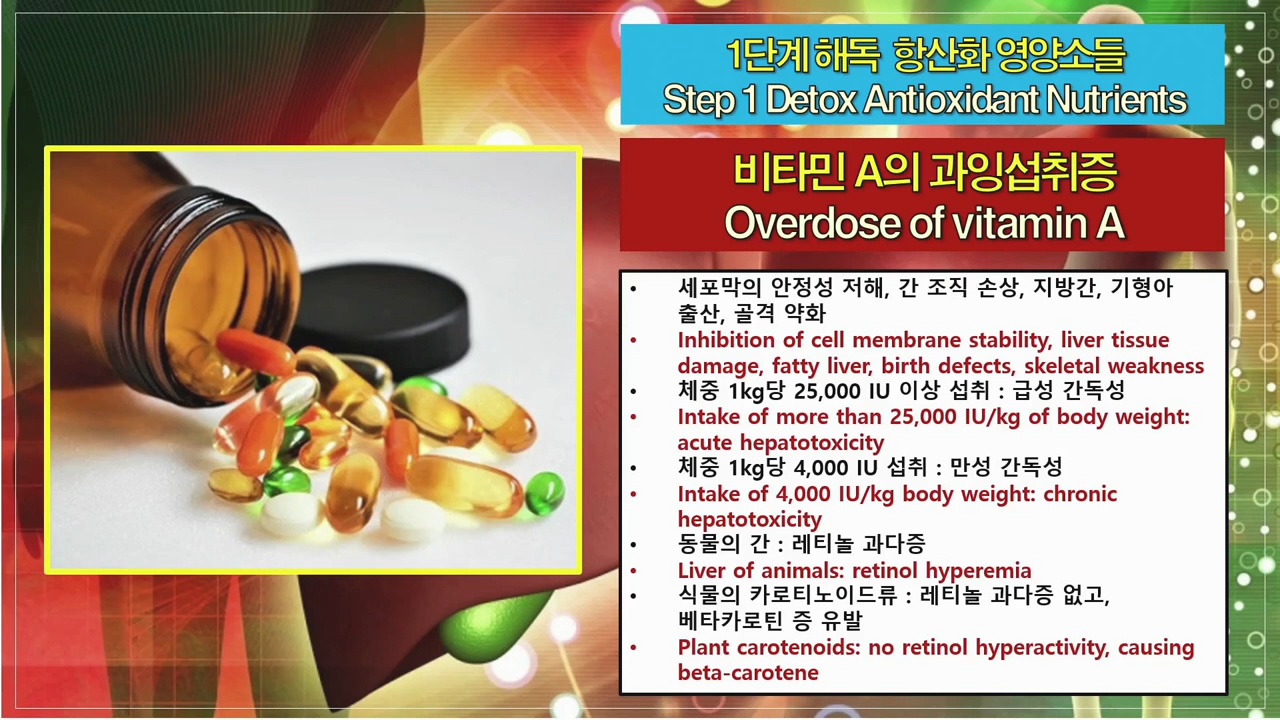 1단계 해독 항산화 영양소들
Step 1 Detox Antioxidant Nutrients
비타민 A의 과잉섭취증
Overdose of vitamin A
• 세포막의 안정성 저해, 간 조직 손상, 지방간, 기형아
출산, 골격 약화
• Inhibition of cell membrane stability, liver tissue
damage, fatty liver, birth defects, skeletal weakness
• 체중 1kg당 25,000 IU 이상 섭취 : 급성 간독성
• Intake of more than 25,000 IU/kg of body weight:
acute hepatotoxicity
• 체중 1kg당 4,000 IU 섭취 : 만성 간독성
• Intake of 4,000 IU/kg body weight: chronic
hepatotoxicity
• 동물의 간 : 레티놀 과다증
• Liver of animals: retinol hyperemia
• 식물의 카로티노이드류 : 레티놀 과다증 없고,
베타카로틴 증 유발
• Plant carotenoids: no retinol hyperactivity, causing
beta-carotene